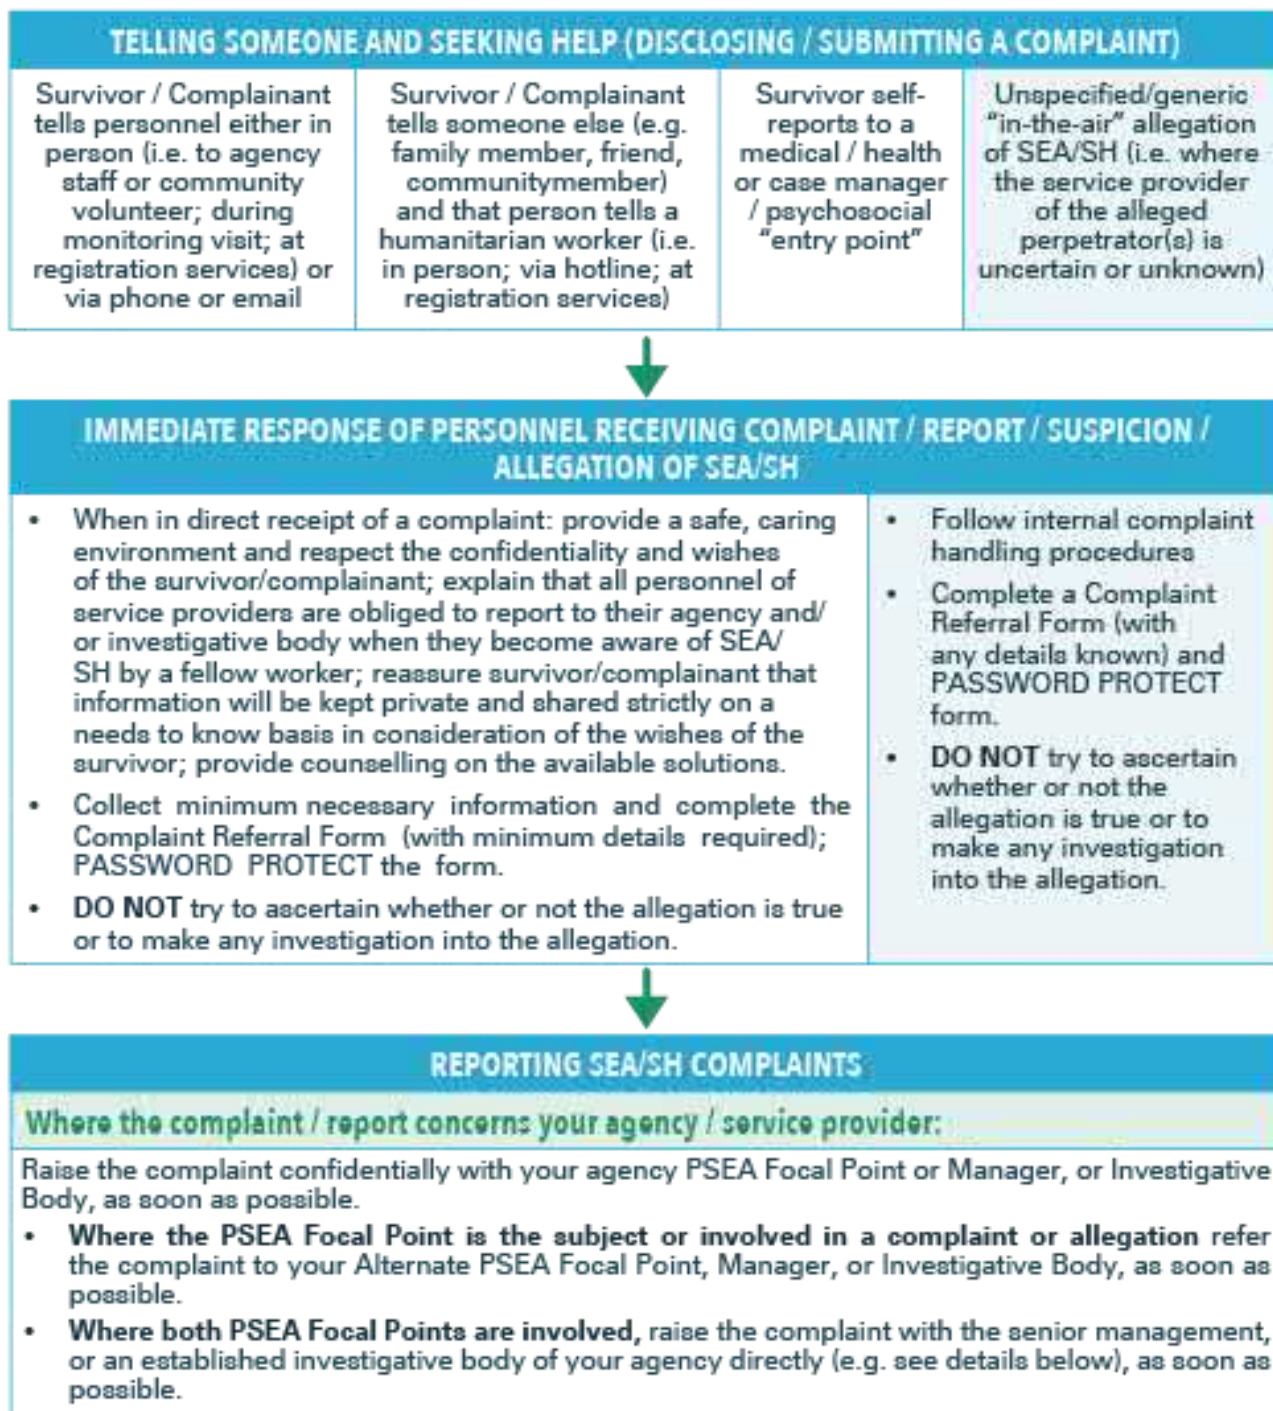 TELLING SOMEONE AND SEEKING HELP (DISCLOSING / SUBMITTING A COMPLAINT)
Survivor / Complainant
tells personnel either in
person (i.e. to agency
staff or community
volunteer; during
monitoring visit; at
registration services) or
via phone or email
Survivor / Complainant
tells someone else (e.g.
family member, friend,
communitymember)
and that person tells a
humanitarian worker (i.e.
in person; via hotline; at
registration services)
Survivor self-
reports to a
medical / health
or case manager
/ psychosocial
“entry point”
Unspecified/generic
“in-the-air” allegation
of SEA/SH (i.e. where
the service provider
of the alleged
perpetrator(s) is
uncertain or unknown)
IMMEDIATE RESPONSE OF PERSONNEL RECEIVING COMPLAINT / REPORT / SUSPICION /
ALLEGATION OF SEA/SH
• When in direct receipt of a complaint: provide a safe, caring
environment and respect the confidentiality and wishes
of the survivor/complainant; explain that all personnel of
service providers are obliged to report to their agency and/
or investigative body when they become aware of SEA/
SH by a fellow worker; reassure survivor/complainant that
information will be kept private and shared strictly on a
needs to know basis in consideration of the wishes of the
survivor; provide counselling on the available solutions.
• Collect minimum necessary information and complete the
Complaint Referral Form (with minimum details required);
PASSWORD PROTECT the form.
• DO NOT try to ascertain whether or not the allegation is true
or to make any investigation into the allegation.
• Follow internal complaint
handling procedures
• Complete a Complaint
Referral Form (with
any details known) and
PASSWORD PROTECT
form.
• DO NOT try to ascertain
whether or not the
allegation is true or to
make any investigation
into the allegation.
REPORTING SEA/SH COMPLAINTS
Where the complaint / report concerns your agency / service provider:
Raise the complaint confidentially with your agency PSEA Focal Point or Manager, or Investigative
Body, as soon as possible.
• Where the PSEA Focal Point is the subject or involved in a complaint or allegation refer
the complaint to your Alternate PSEA Focal Point, Manager, or Investigative Body, as soon as
possible.
• Where both PSEA Focal Points are involved, raise the complaint with the senior management,
or an established investigative body of your agency directly (e.g. see details below), as soon as
possible.